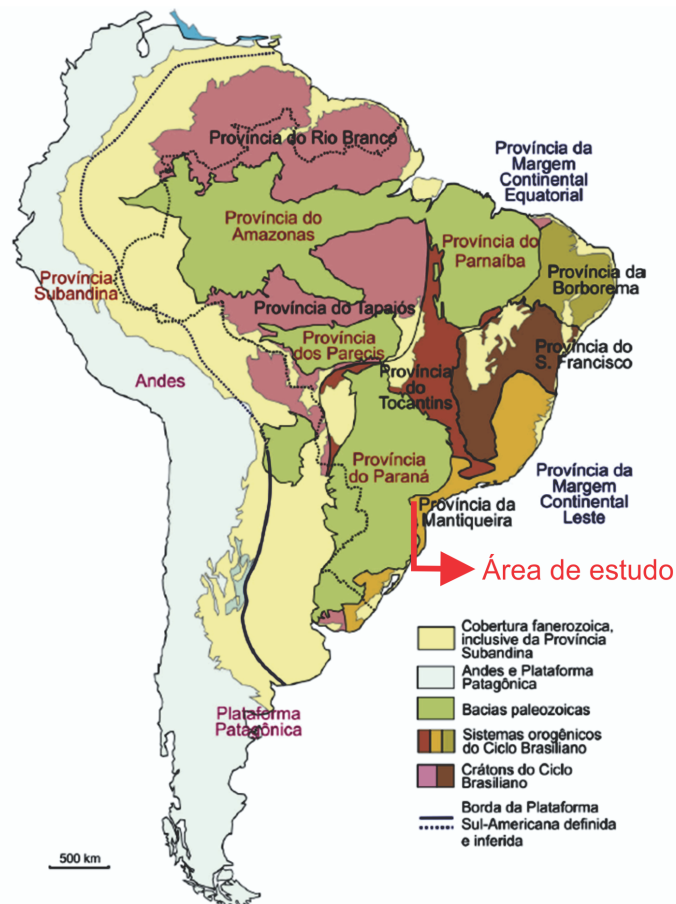 Província do Rio Branco
Província da
Margem
Continental
Equatorial
Província do
Amazonas
Província do
Parnaíba
Província
Subandina
Província da
Borborema
Província do Tapajós
Província
dos Parecis
Província do
S. Francisco
Província
do
Tocantins
Andes
Província
do Paraná
Província da
Margem
Continental
Leste
Província da
Mantiqueira
Área de estudo
Cobertura fanerozoica,
inclusive da Província
Subandina
Andes e Plataforma
Patagônica
Bacias paleozoicas
Plataforma
Patagônica
Sistemas orogênicos
do Ciclo Brasiliano
Crátons do Ciclo
Brasiliano
Borda da Plataforma
Sul-Americana definida
e inferida
500 km